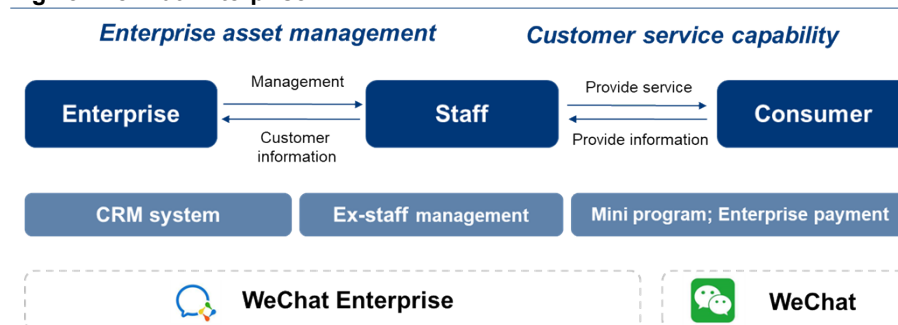 Enterprise asset management
Customer service capability
Management
Provide service
Enterprise
Staff
Consumer
Customer
information
Provide information
CRM system
Ex-staff management
Mini program; Enterprise payment
WeChat Enterprise
WeChat